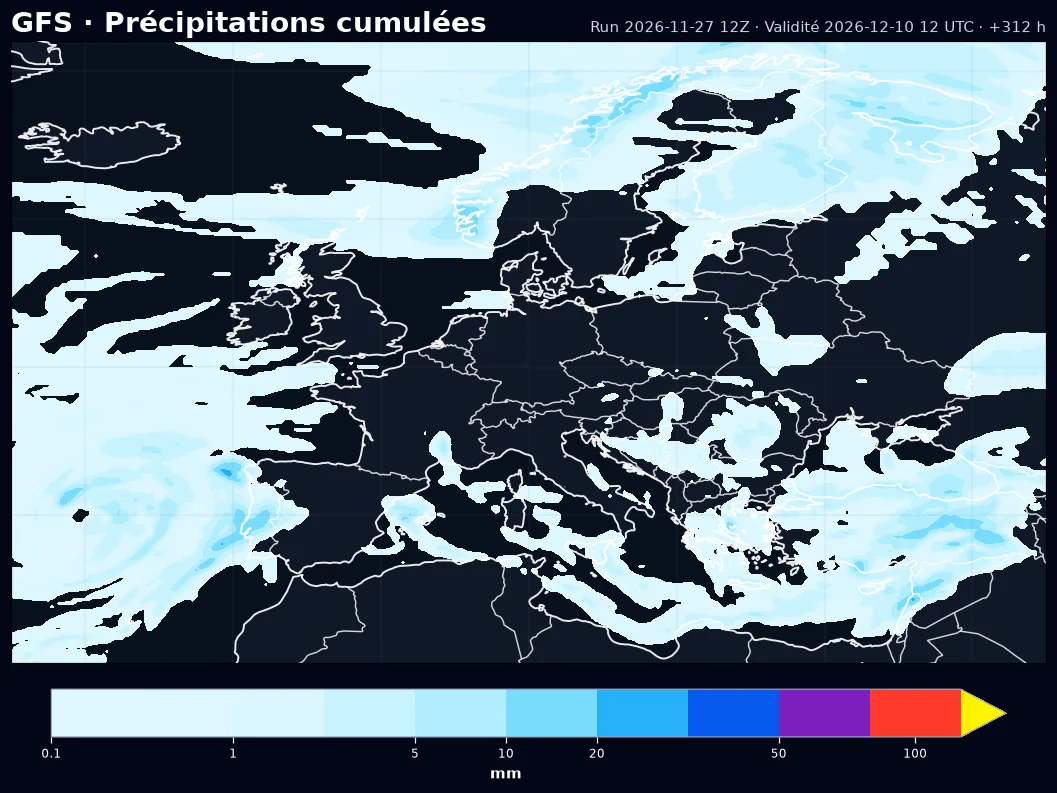 GFS · Précipitations cumulées
Run 2026-11-27 12Z · Validité 2026-12-10 12 UTC · +312 h
0.1 1 5 10 20 50 100
mm